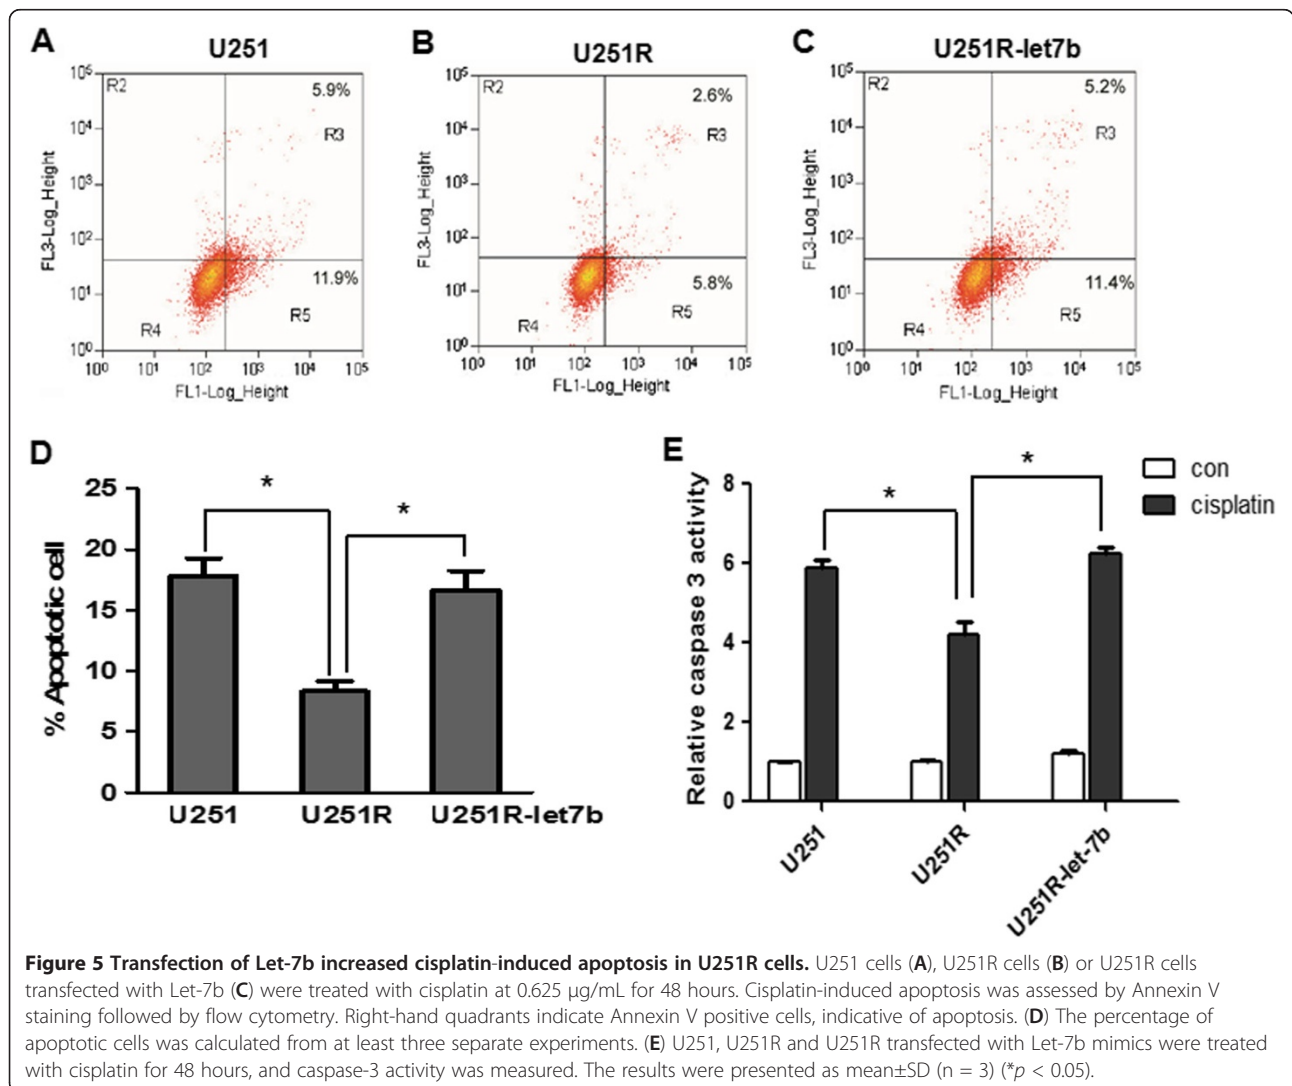 A
U251
10⁵
10⁴
10³
10²
10¹
10⁰
FL3-Log_Height
R2
5.9%
R3
11.9%
R4
R5
10⁰ 10¹ 10² 10³ 10⁴ 10⁵
FL1-Log_Height
B
U251R
10⁵
10⁴
10³
10²
10¹
10⁰
FL3-Log_Height
R2
2.6%
R3
5.8%
R4
R5
10⁰ 10¹ 10² 10³ 10⁴ 10⁵
FL1-Log_Height
C
U251R-let7b
10⁵
10⁴
10³
10²
10¹
10⁰
FL3-Log_Height
R2
5.2%
R3
11.4%
R4
R5
10⁰ 10¹ 10² 10³ 10⁴ 10⁵
FL1-Log_Height
D
% Apoptotic cell
25
20
15
10
5
0
*
*
U251 U251R U251R-let7b
E
Relative caspase 3 activity
8
6
4
2
0
*
*
con
cisplatin
U251
U251R
U251R-let-7b
Figure 5 Transfection of Let-7b increased cisplatin-induced apoptosis in U251R cells. U251 cells (A), U251R cells (B) or U251R cells
transfected with Let-7b (C) were treated with cisplatin at 0.625 μg/mL for 48 hours. Cisplatin-induced apoptosis was assessed by Annexin V
staining followed by flow cytometry. Right-hand quadrants indicate Annexin V positive cells, indicative of apoptosis. (D) The percentage of
apoptotic cells was calculated from at least three separate experiments. (E) U251, U251R and U251R transfected with Let-7b mimics were treated
with cisplatin for 48 hours, and caspase-3 activity was measured. The results were presented as mean±SD (n = 3) (*p < 0.05).